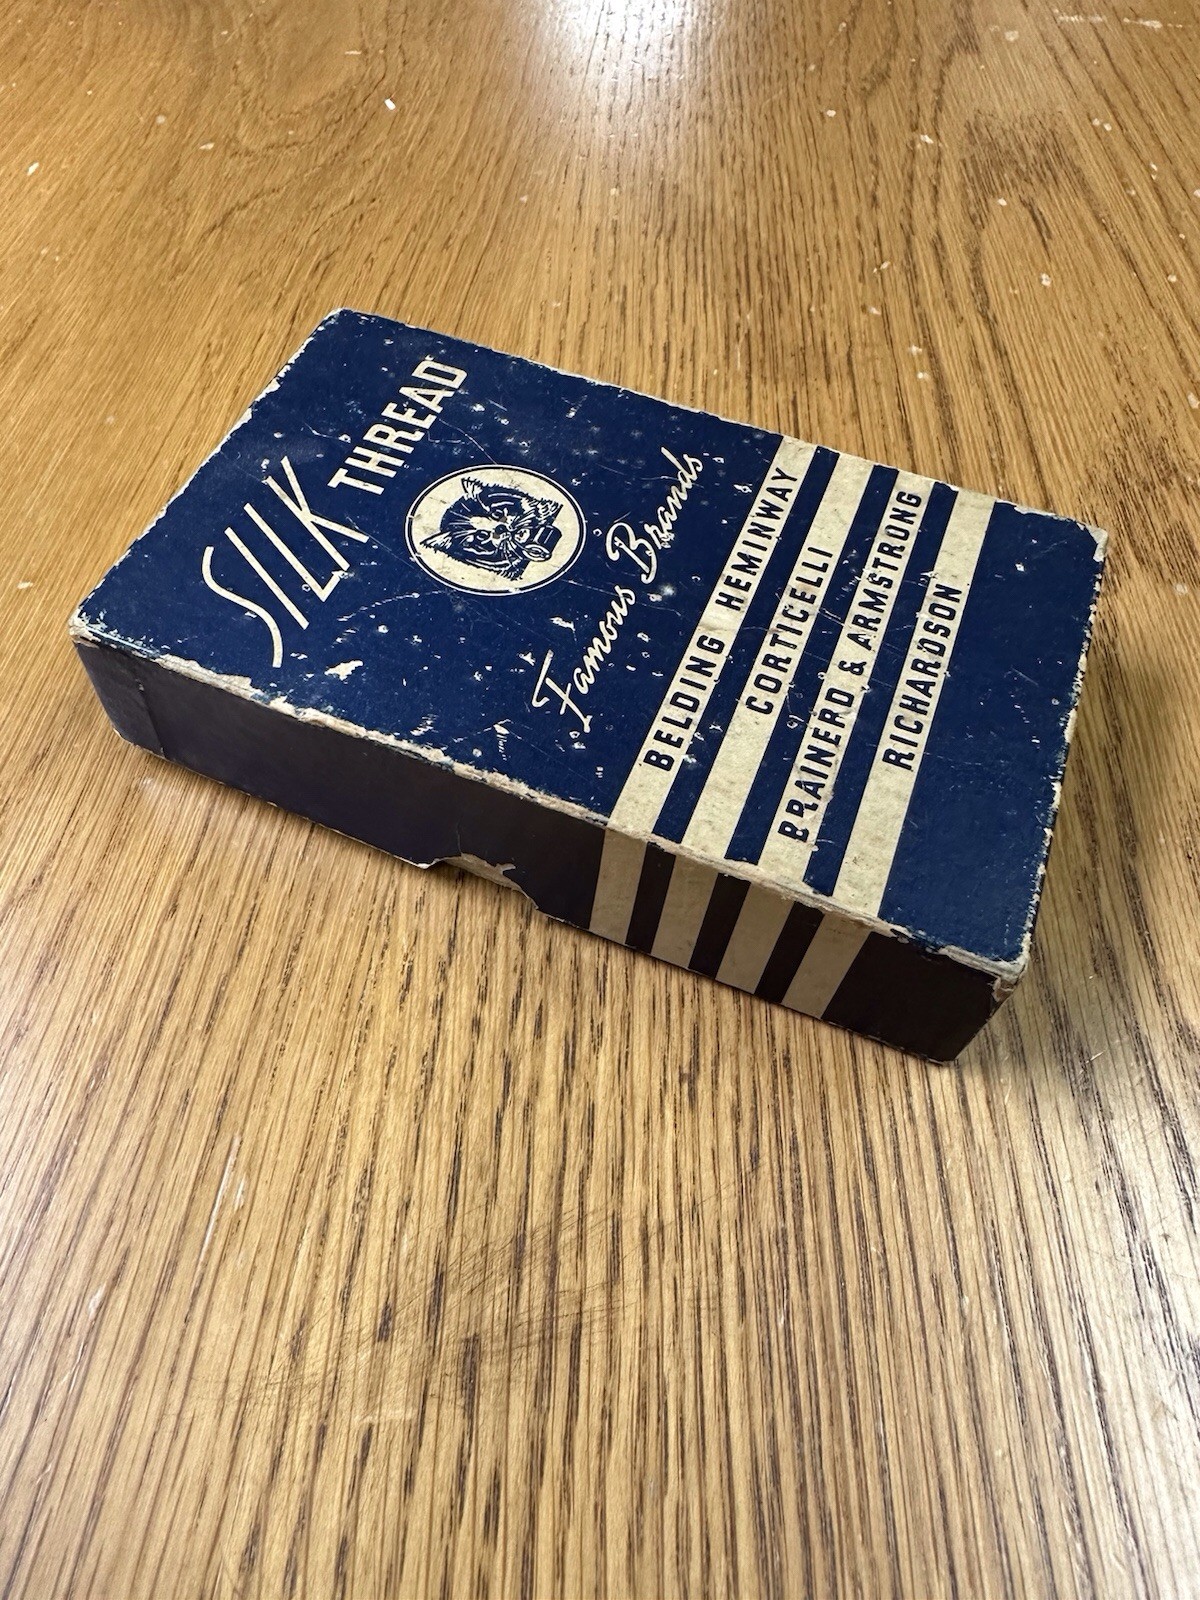 SILK
THREAD
Famous Brands
BELDING HEMINWAY
CORTICELLI
BRAINERD & ARMSTRONG
RICHARDSON